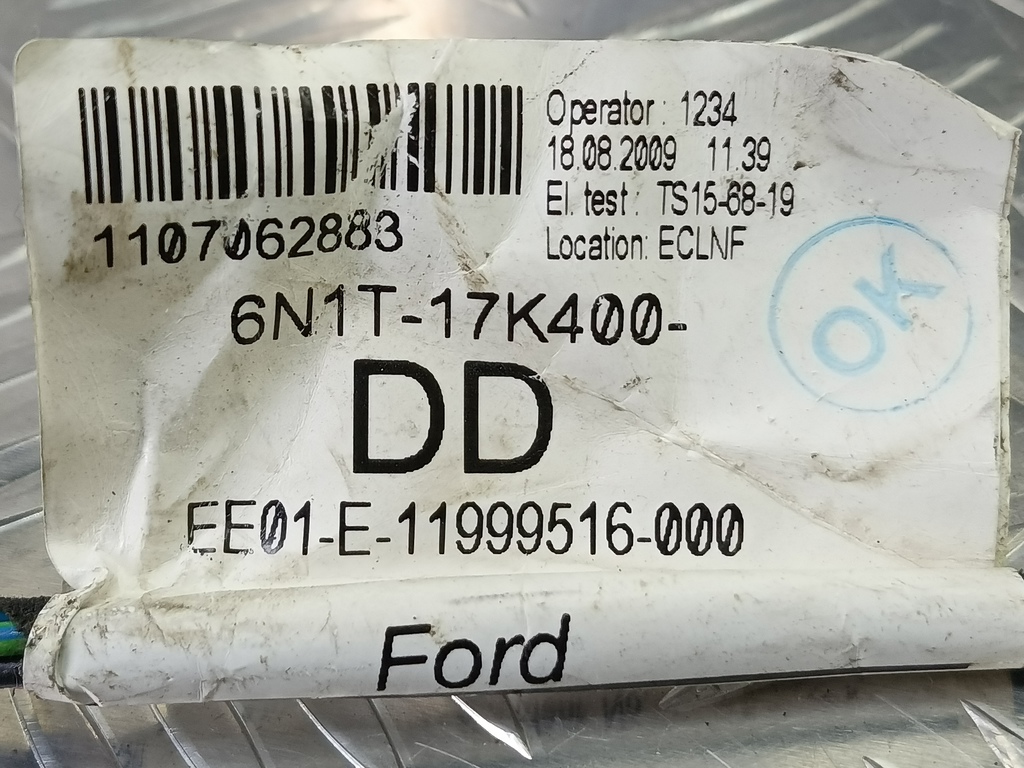 1107062883
Operator: 1234
18.08.2009 11.39
El. test: TS15-68-19
Location: ECLNF
OK
6N1T-17K400-
DD
EE01-E-11999516-000
Ford